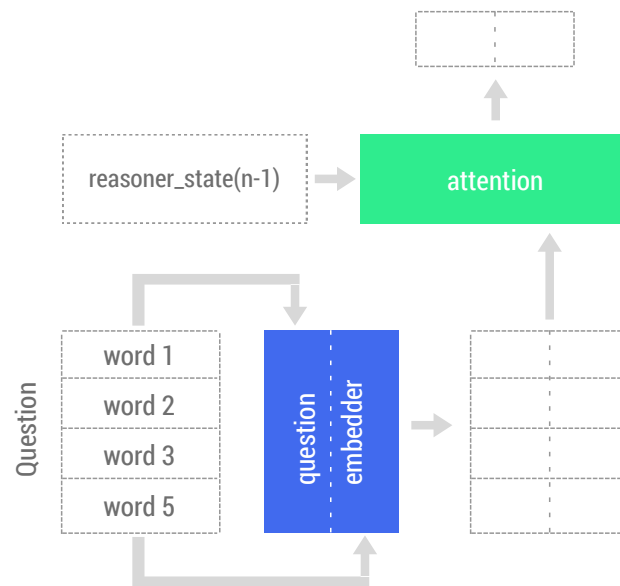 reasoner_state(n-1)
attention
Question
word 1
word 2
word 3
word 5
question
embedder